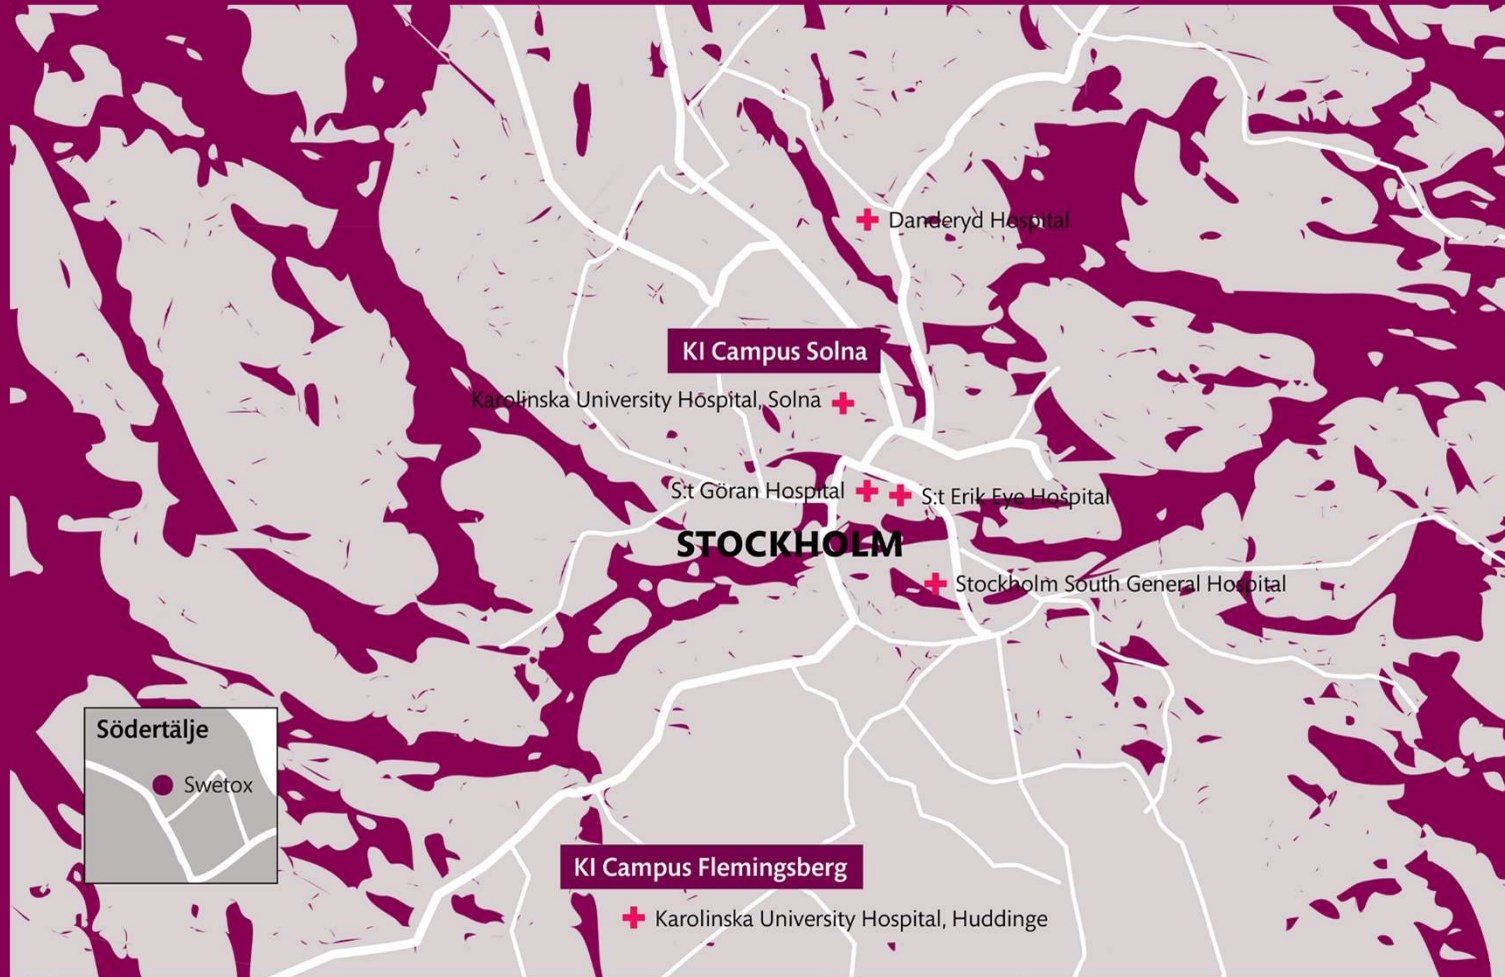 Danderyd Hospital
KI Campus Solna
Karolinska University Hospital, Solna
S:t Göran Hospital
S:t Erik Eye Hospital
STOCKHOLM
Stockholm South General Hospital
Södertälje
Swetox
KI Campus Flemingsberg
Karolinska University Hospital, Huddinge